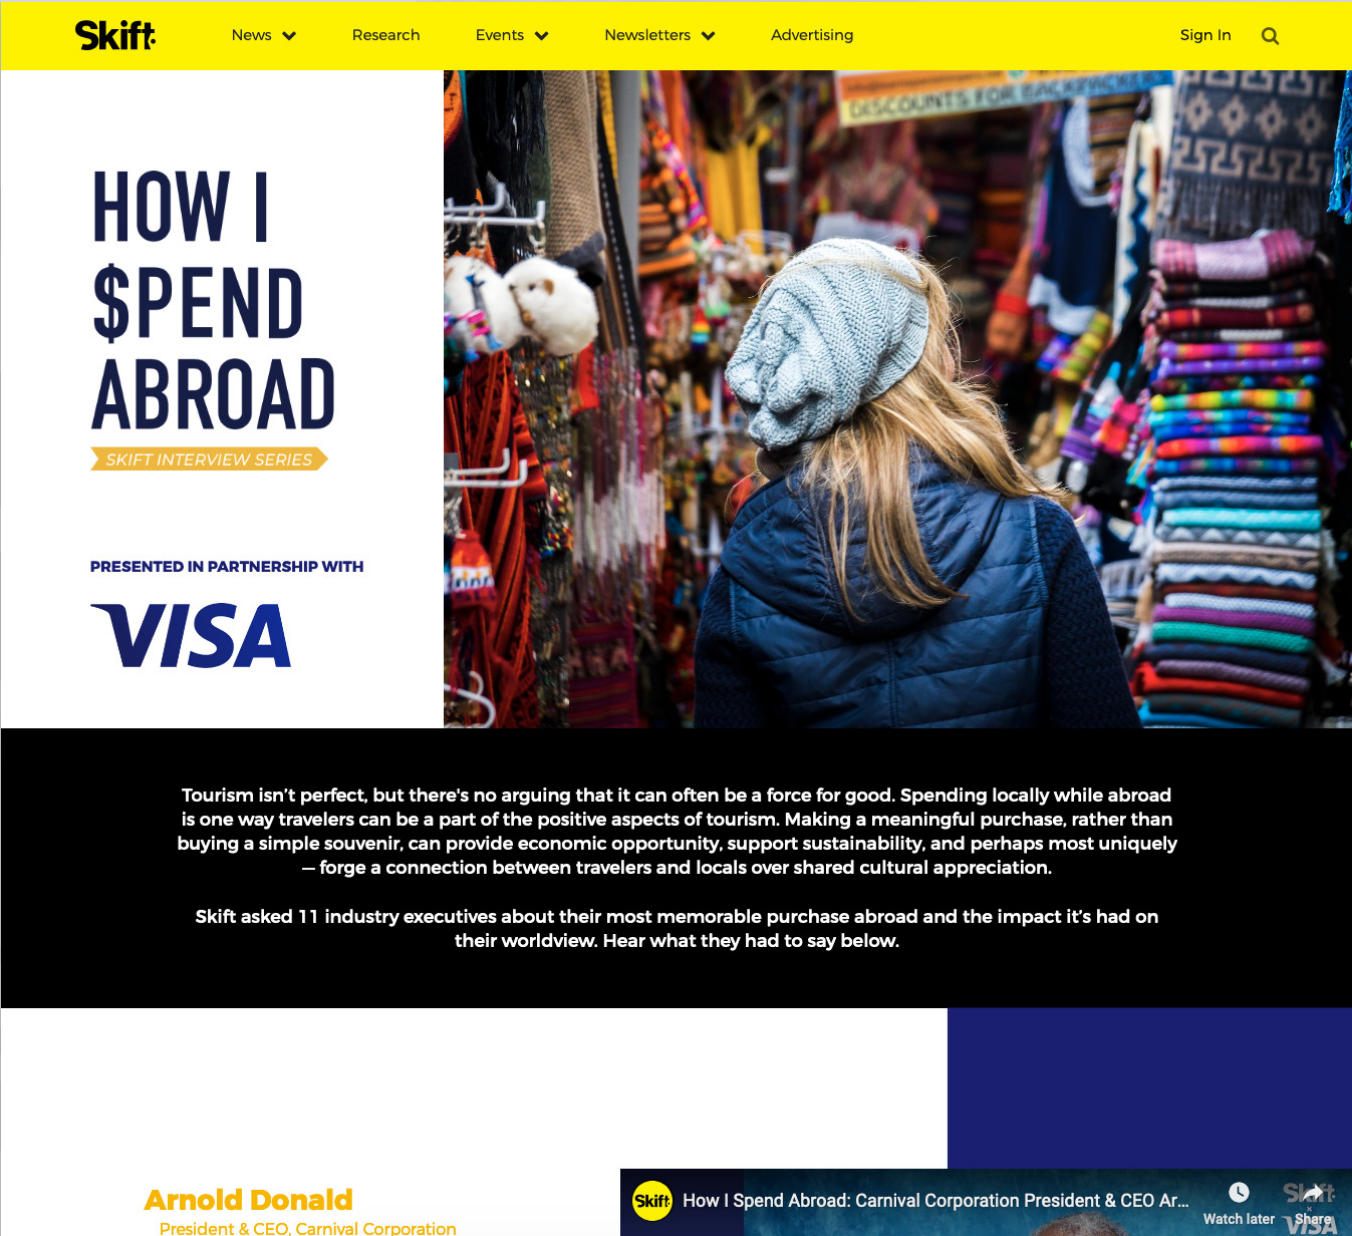 Skift
News
Research
Events
Newsletters
Advertising
Sign In
DISCOUNTS FOR BACKPACKERS
HOW I
$PEND
ABROAD
SKIFT INTERVIEW SERIES
PRESENTED IN PARTNERSHIP WITH
VISA
Tourism isn’t perfect, but there's no arguing that it can often be a force for good. Spending locally while abroad
is one way travelers can be a part of the positive aspects of tourism. Making a meaningful purchase, rather than
buying a simple souvenir, can provide economic opportunity, support sustainability, and perhaps most uniquely
— forge a connection between travelers and locals over shared cultural appreciation.
Skift asked 11 industry executives about their most memorable purchase abroad and the impact it’s had on
their worldview. Hear what they had to say below.
Arnold Donald
President & CEO, Carnival Corporation
Skift
How I Spend Abroad: Carnival Corporation President & CEO Ar...
Watch later
Share
Skift
x
VISA